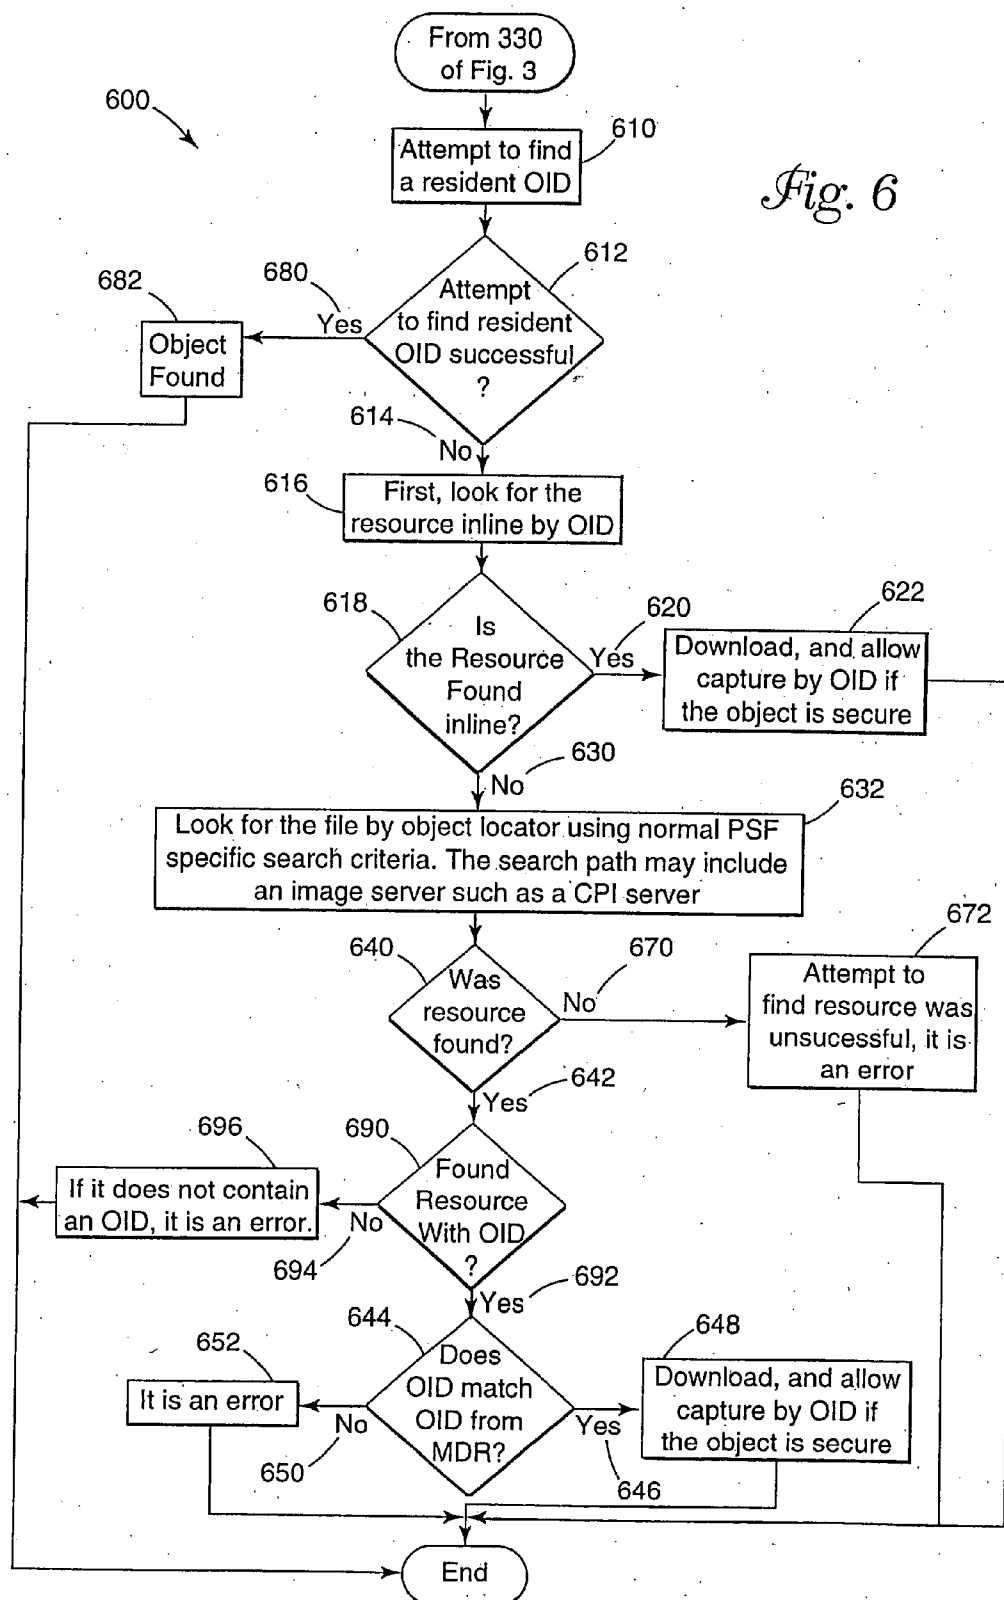 From 330
of Fig. 3
600
610
Attempt to find
a resident OID
Fig. 6
612
Attempt
to find resident
OID successful
?
680
Yes
682
Object
Found
614
No
616
First, look for the
resource inline by OID
618
Is
the Resource
Found
inline?
620
Yes
622
Download, and allow
capture by OID if
the object is secure
630
No
632
Look for the file by object locator using normal PSF
specific search criteria. The search path may include
an image server such as a CPI server
640
Was
resource
found?
670
No
672
Attempt to
find resource was
unsucessful, it is
an error
642
Yes
690
Found
Resource
With OID
?
696
If it does not contain
an OID, it is an error.
No
694
692
Yes
644
Does
OID match
OID from
MDR?
652
It is an error
No
650
648
Download, and allow
capture by OID if
the object is secure
Yes
646
End